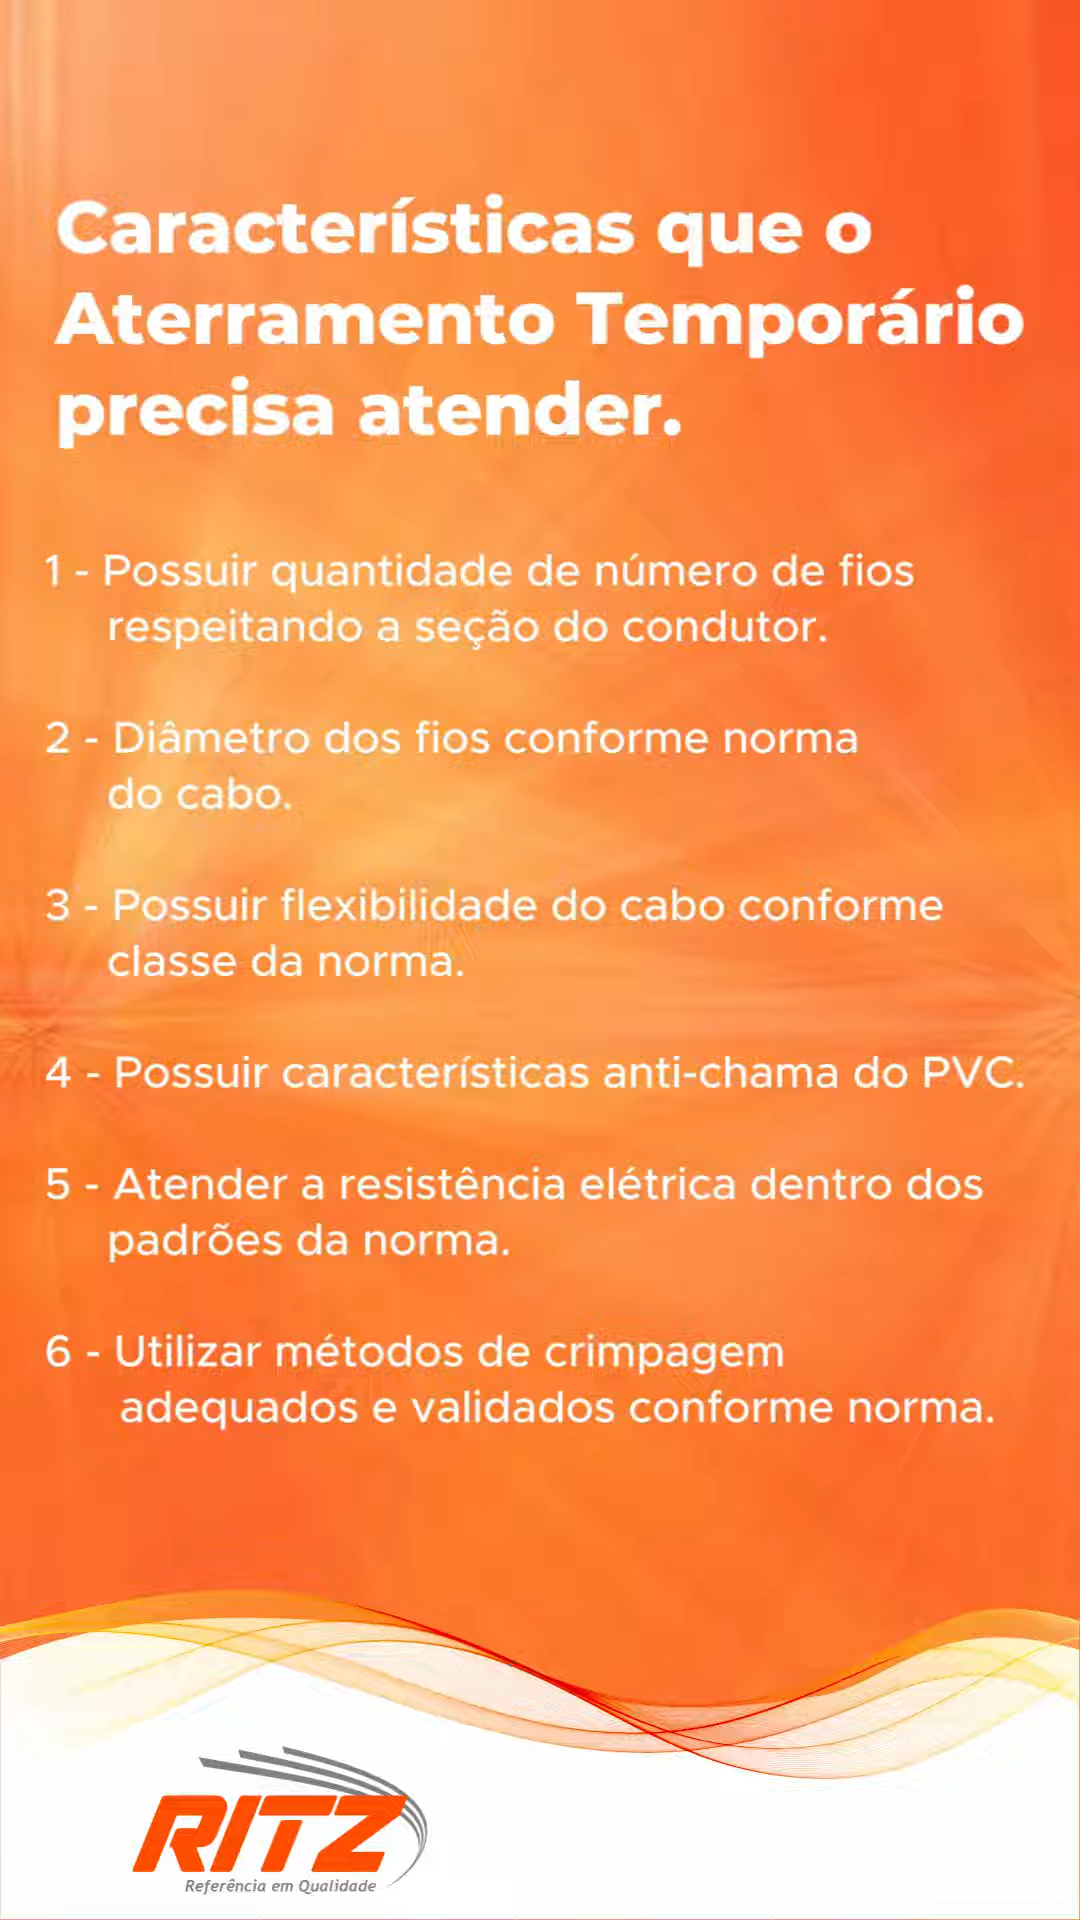 Características que o
Aterramento Temporário
precisa atender.
1 - Possuir quantidade de número de fios
respeitando a seção do condutor.
2 - Diâmetro dos fios conforme norma
do cabo.
3 - Possuir flexibilidade do cabo conforme
classe da norma.
4 - Possuir características anti-chama do PVC.
5 - Atender a resistência elétrica dentro dos
padrões da norma.
6 - Utilizar métodos de crimpagem
adequados e validados conforme norma.
RITZ
Referência em Qualidade